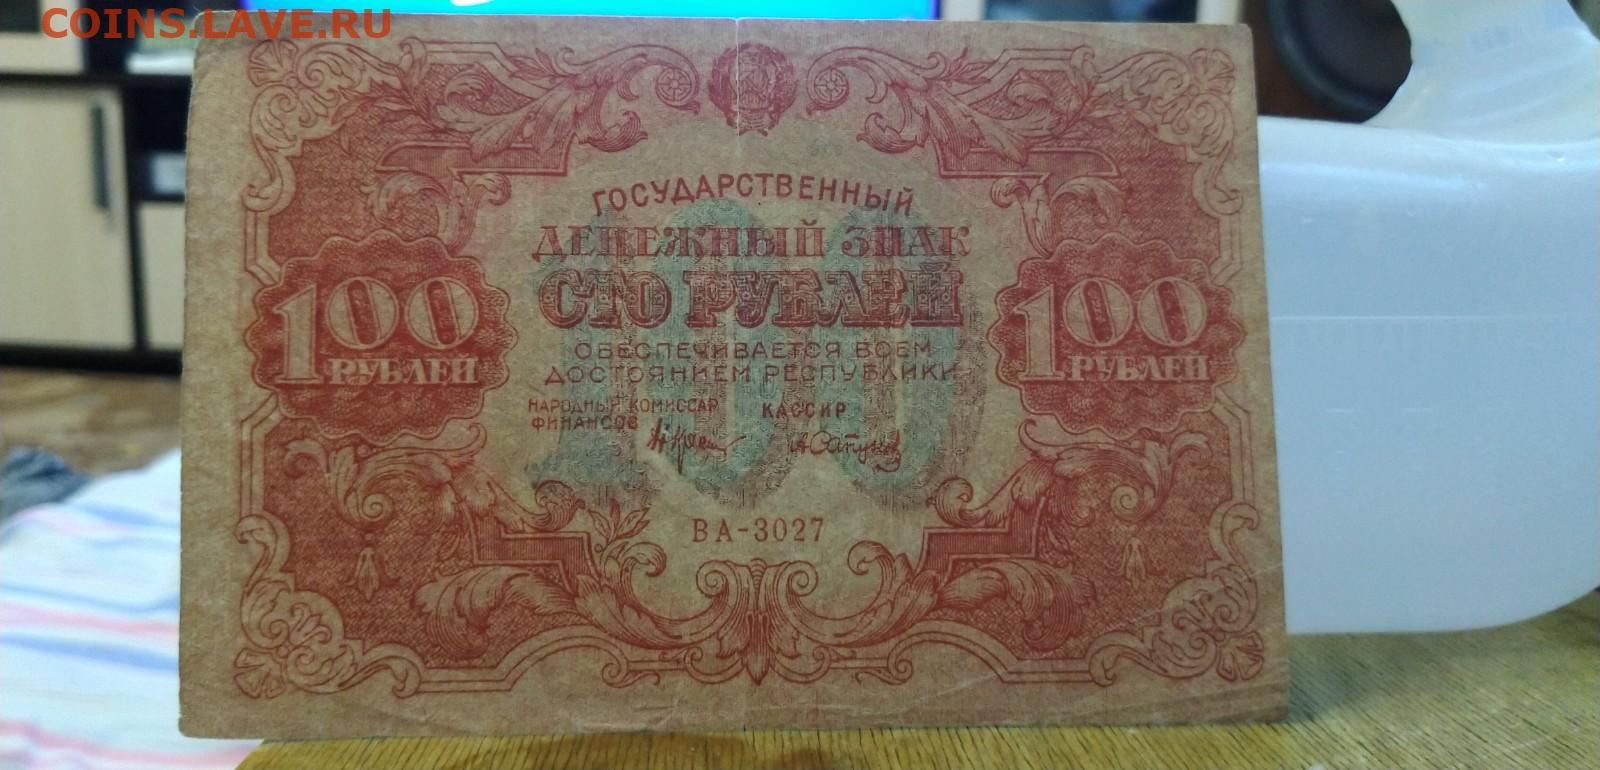 COINS.LAVE.RU
ГОСУДАРСТВЕННЫЙ
ДЕНЕЖНЫЙ ЗНАК
СТО РУБЛЕЙ
100
ОБЕСПЕЧИВАЕТСЯ ВСЕМ
ДОСТОЯНИЕМ РЕСПУБЛИКИ
100 РУБЛЕЙ
100 РУБЛЕЙ
НАРОДНЫЙ КОМИССАР КАССИР
ФИНАНСОВ
ВА-3027